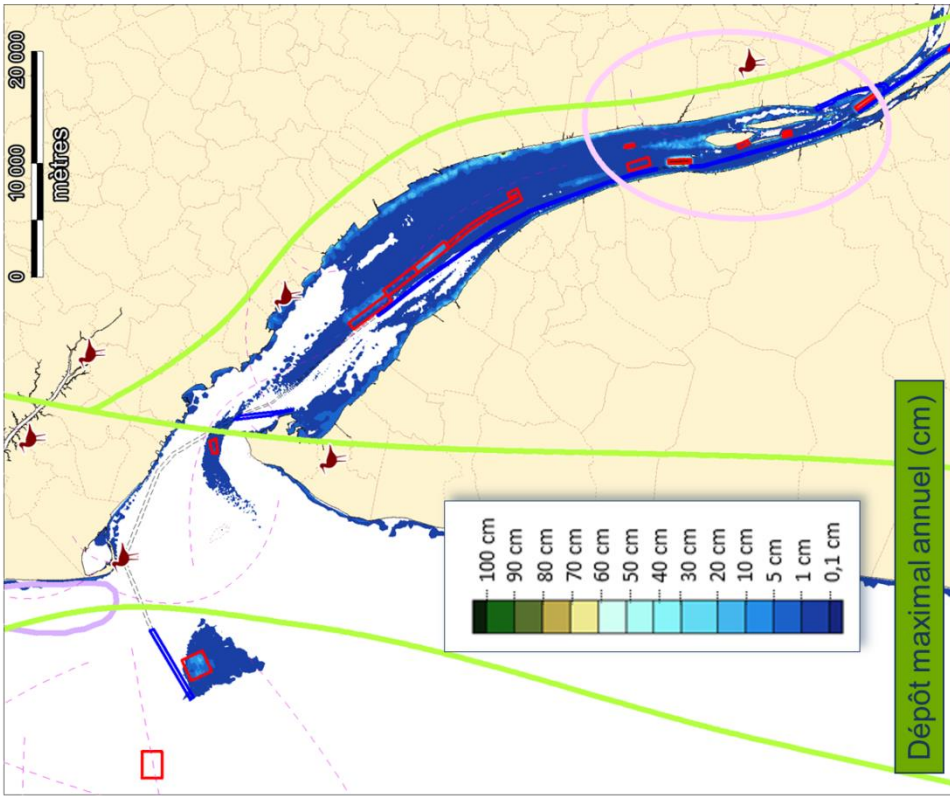 0 10 000 20 000
mètres
100 cm
90 cm
80 cm
70 cm
60 cm
50 cm
40 cm
30 cm
20 cm
10 cm
5 cm
1 cm
0,1 cm
Dépôt maximal annuel (cm)